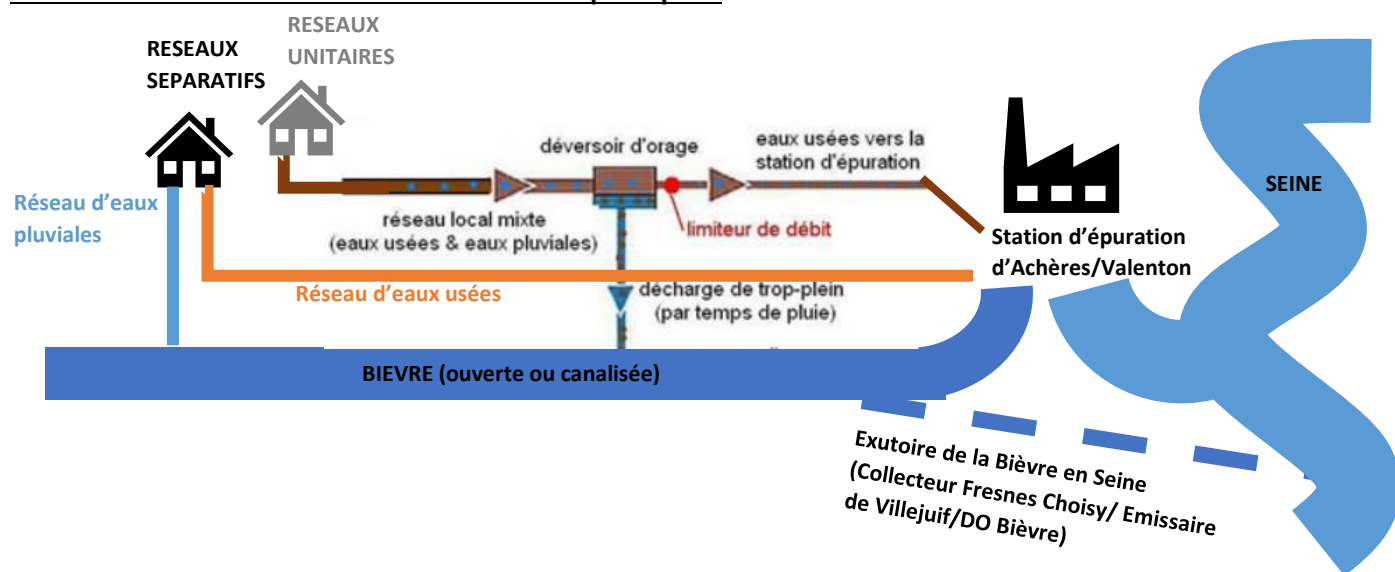 RESEAUX
UNITAIRES
RESEAUX
SEPARATIFS
déversoir d'orage
eaux usées vers la
station d'épuration
SEINE
Réseau d'eaux
pluviales
réseau local mixte
(eaux usées & eaux pluviales)
limiteur de débit
Station d'épuration
d'Achères/Valenton
Réseau d'eaux usées
décharge de trop-plein
(par temps de pluie)
BIEVRE (ouverte ou canalisée)
Exutoire de la Bièvre en Seine
(Collecteur Fresnes Choisy/ Emissaire
de Villejuif/DO Bièvre)